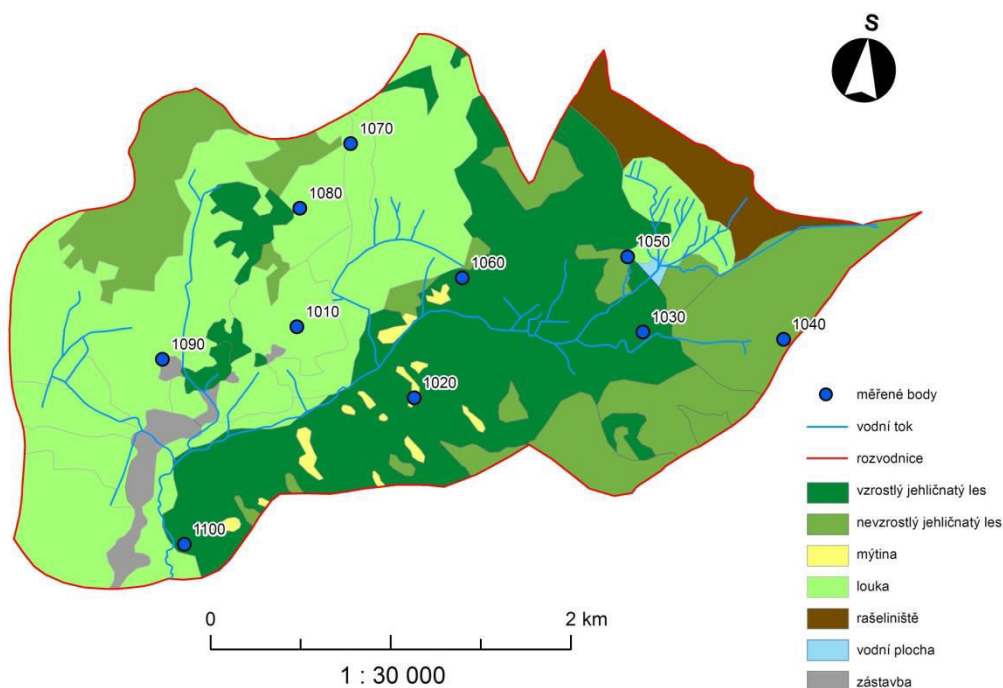 S
1070
1080
1050
1060
1010
1030
1040
1090
1020
1100
měřené body
vodní tok
rozvodnice
vzrostlý jehličnatý les
nevzrostlý jehličnatý les
mýtina
louka
rašeliniště
vodní plocha
zástavba
0 2 km
1 : 30 000